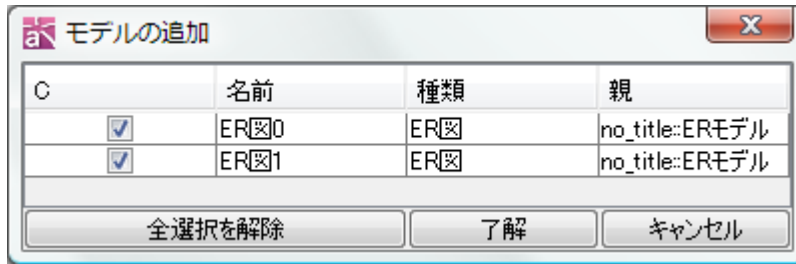 モデルの追加
C 名前 種類 親
ER図0 ER図 no_title::ERモデル
ER図1 ER図 no_title::ERモデル
全選択を解除 了解 キャンセル